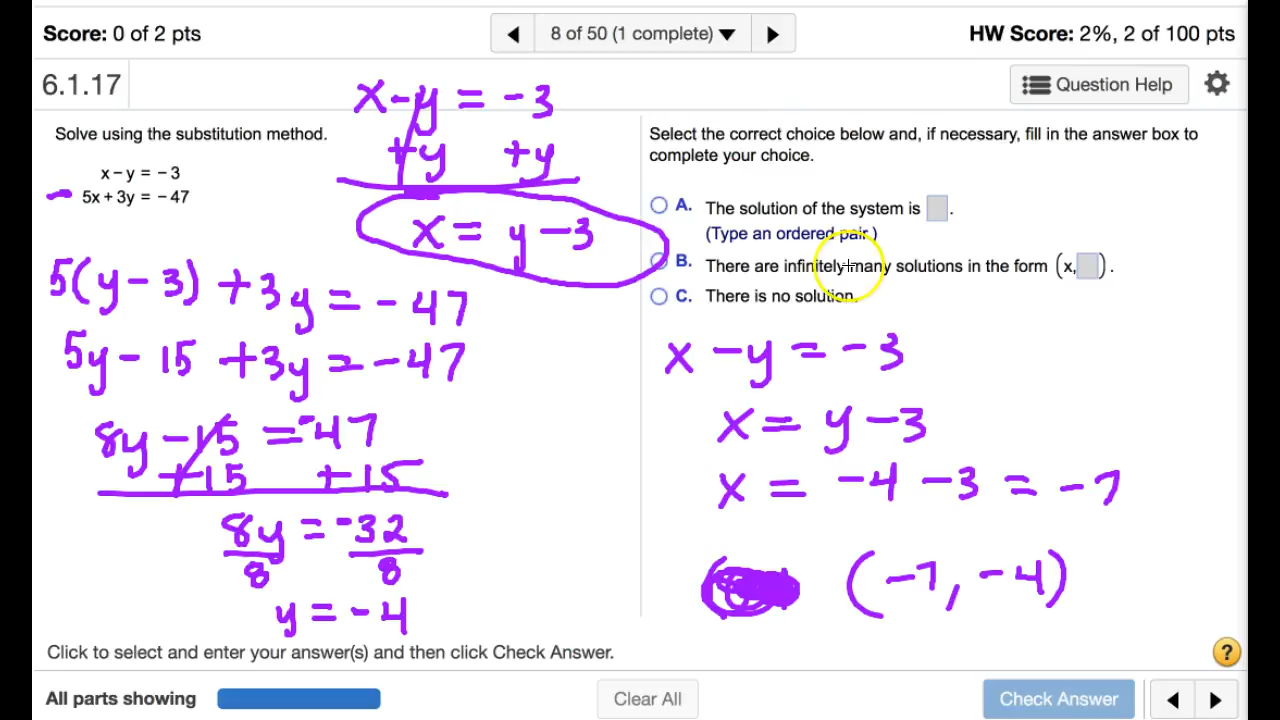 Score: 0 of 2 pts
8 of 50 (1 complete)
HW Score: 2%, 2 of 100 pts
6.1.17
Question Help
Solve using the substitution method.
x - y = - 3
5x + 3y = - 47
x - y = - 3
+ y + y
x = y - 3
5(y - 3) + 3y = - 47
5y - 15 + 3y = - 47
8y - 15 = - 47
+ 15 + 15
8y = - 32
8 8
y = - 4
Select the correct choice below and, if necessary, fill in the answer box to
complete your choice.
A. The solution of the system is .
(Type an ordered pair.)
B. There are infinitely many solutions in the form (x, ).
C. There is no solution.
x - y = - 3
x = y - 3
x = - 4 - 3 = - 7
(- 7, - 4)
Click to select and enter your answer(s) and then click Check Answer.
?
All parts showing
Clear All
Check Answer